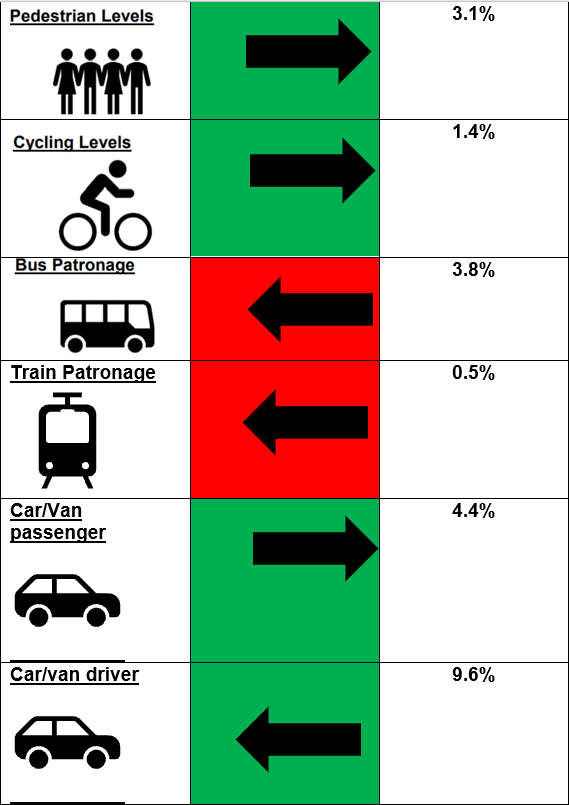 Pedestrian Levels
3.1%
Cycling Levels
1.4%
Bus Patronage
3.8%
Train Patronage
0.5%
Car/Van
passenger
4.4%
Car/van driver
9.6%